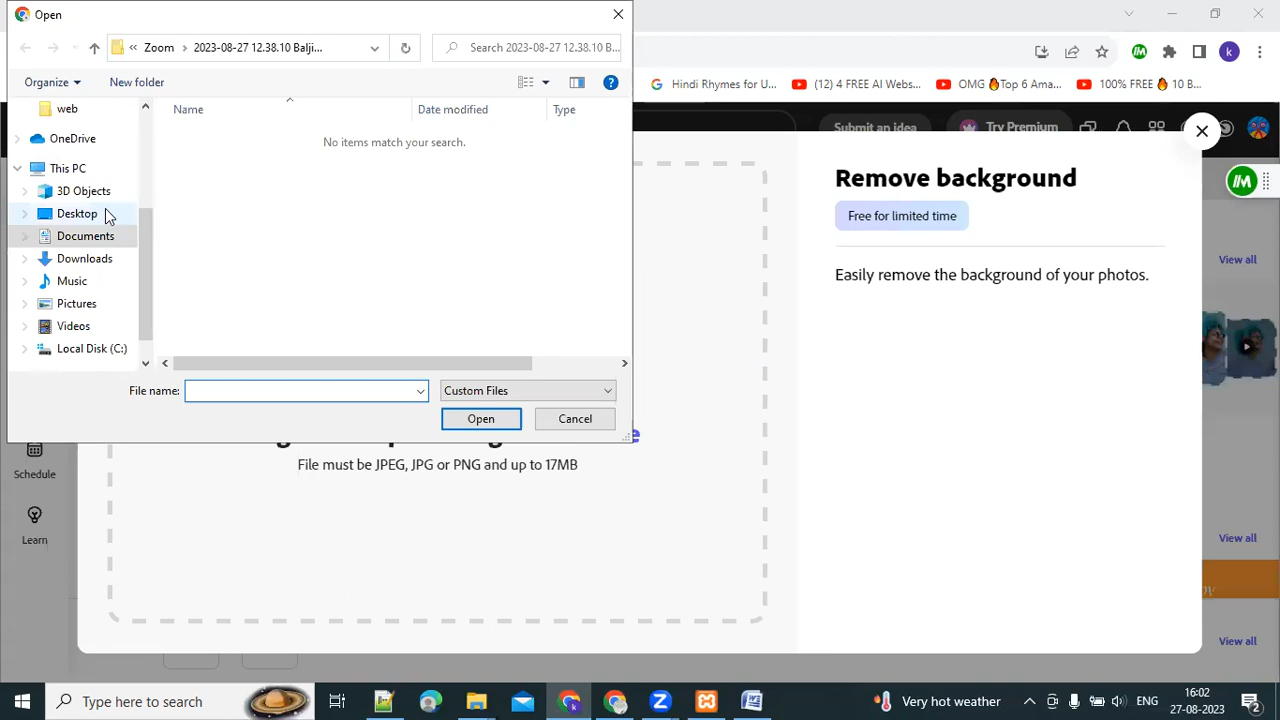 Open
Zoom
2023-08-27 12.38.10 Balji...
Search 2023-08-27 12.38.10 B...
Organize
New folder
Hindi Rhymes for U...
(12) 4 FREE AI Webs...
OMG 🔥Top 6 Ama...
100% FREE 🔥 10 B...
Name
Date modified
Type
web
No items match your search.
OneDrive
This PC
3D Objects
Desktop
Documents
Downloads
Music
Pictures
Videos
Local Disk (C:)
File name:
Custom Files
Open
Cancel
Submit an idea
Try Premium
Remove background
Free for limited time
Easily remove the background of your photos.
View all
File must be JPEG, JPG or PNG and up to 17MB
Schedule
Learn
View all
View all
Type here to search
Very hot weather
ENG
16:02
27-08-2023
2